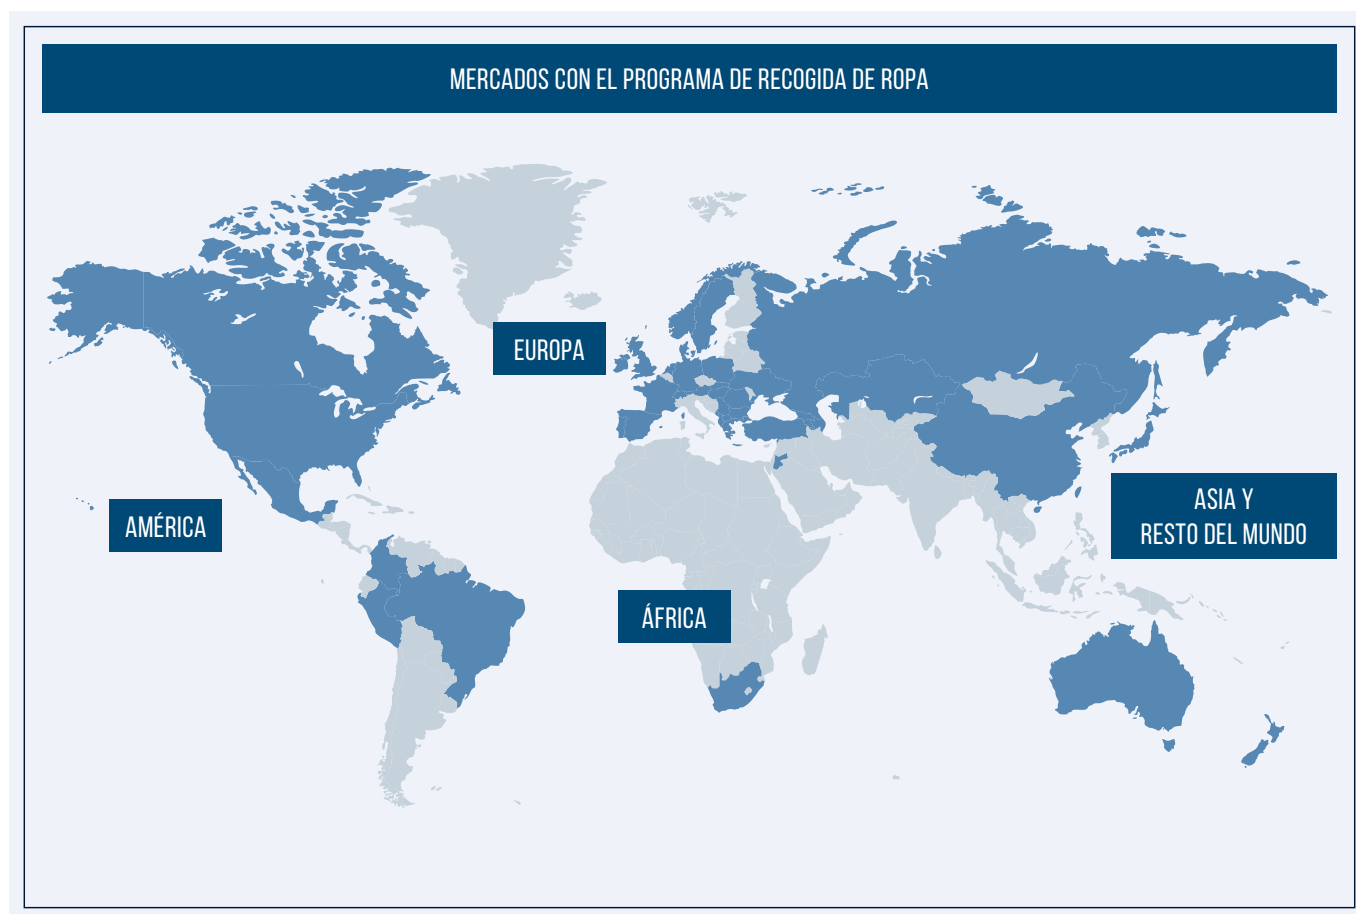 MERCADOS CON EL PROGRAMA DE RECOGIDA DE ROPA
EUROPA
AMÉRICA
ASIA Y
RESTO DEL MUNDO
ÁFRICA